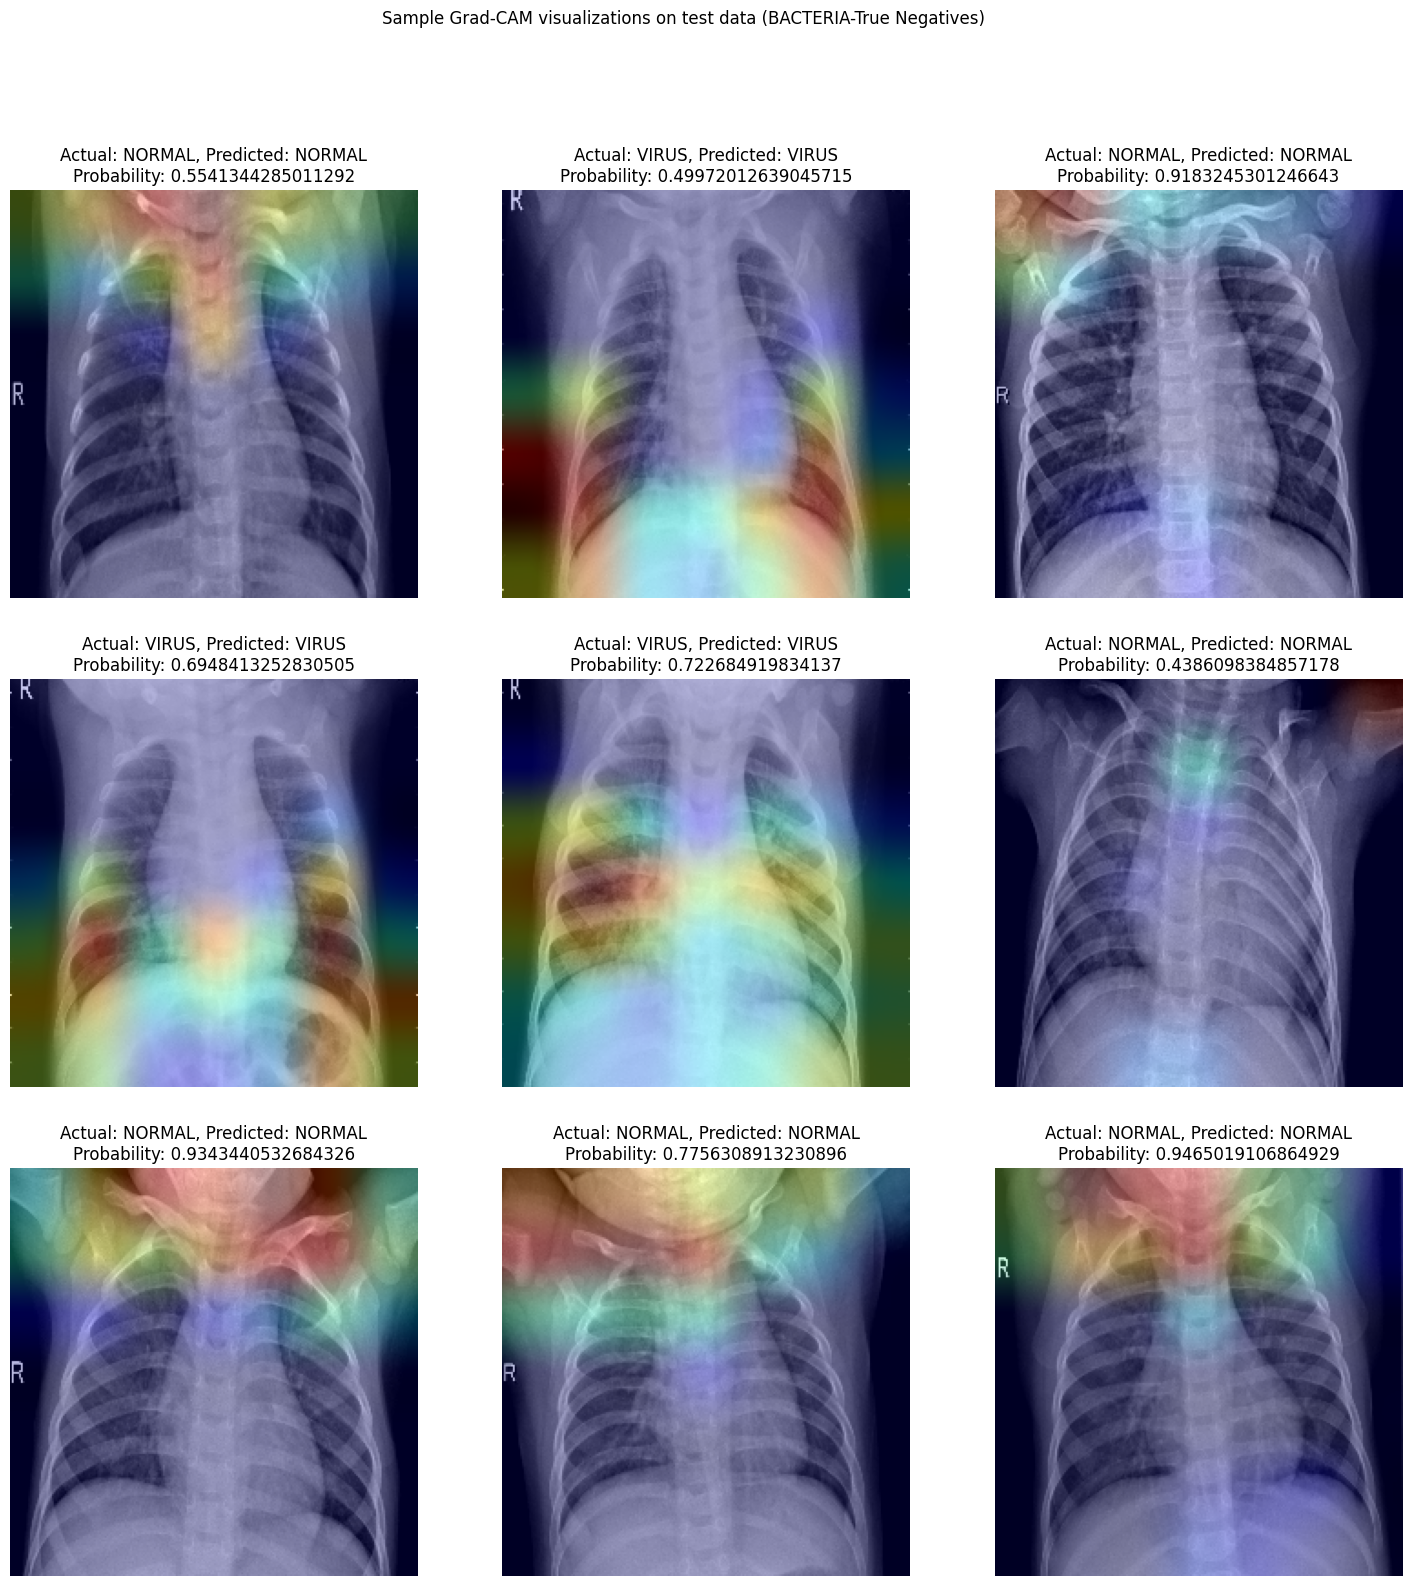 Sample Grad-CAM visualizations on test data (BACTERIA-True Negatives)
Actual: NORMAL, Predicted: NORMAL
Probability: 0.5541344285011292
R
Actual: VIRUS, Predicted: VIRUS
Probability: 0.49972012639045715
R
Actual: NORMAL, Predicted: NORMAL
Probability: 0.9183245301246643
R
Actual: VIRUS, Predicted: VIRUS
Probability: 0.6948413252830505
R
Actual: VIRUS, Predicted: VIRUS
Probability: 0.722684919834137
R
Actual: NORMAL, Predicted: NORMAL
Probability: 0.4386098384857178
Actual: NORMAL, Predicted: NORMAL
Probability: 0.9343440532684326
R
Actual: NORMAL, Predicted: NORMAL
Probability: 0.7756308913230896
R
Actual: NORMAL, Predicted: NORMAL
Probability: 0.9465019106864929
R